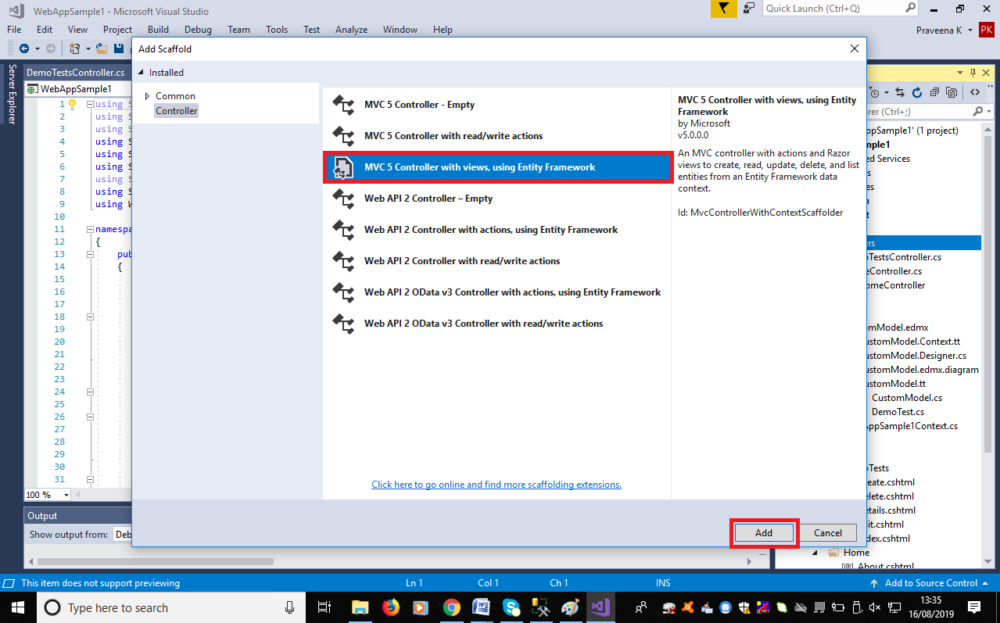 WebAppSample1 - Microsoft Visual Studio
Quick Launch (Ctrl+Q)
File Edit View Project Build Debug Team Tools Test Analyze Window Help
Praveena K
PK
Server Explorer
DemoTestsController.cs
WebAppSample1
1 using
2 using
3 using
4 using
5 using
6 using
7 using
8 using
9 using
10
11 namespa
12 {
13 pub
14 {
15
16
17
18
19
20
21
22
23
24
25
26
27
28
29
30
31
100 %
Output
Show output from: Deb
Add Scaffold
Installed
Common
Controller
MVC 5 Controller - Empty
MVC 5 Controller with read/write actions
MVC 5 Controller with views, using Entity Framework
Web API 2 Controller – Empty
Web API 2 Controller with actions, using Entity Framework
Web API 2 Controller with read/write actions
Web API 2 OData v3 Controller with actions, using Entity Framework
Web API 2 OData v3 Controller with read/write actions
Click here to go online and find more scaffolding extensions.
MVC 5 Controller with views, using Entity
Framework
by Microsoft
v5.0.0.0
An MVC controller with actions and Razor
views to create, read, update, delete, and list
entities from an Entity Framework data
context.
Id: MvcControllerWithContextScaffolder
Add
Cancel
rer (Ctrl+;)
ppSample1' (1 project)
mple1
ed Services
es
a
t
ers
oTestsController.cs
eController.cs
omeController
omModel.edmx
ustomModel.Context.tt
ustomModel.Designer.cs
ustomModel.edmx.diagram
ustomModel.tt
CustomModel.cs
DemoTest.cs
AppSample1Context.cs
oTests
eate.cshtml
elete.cshtml
etails.cshtml
it.cshtml
dex.cshtml
Home
About.cshtml
This item does not support previewing
Ln 1
Col 1
Ch 1
INS
Add to Source Control
Type here to search
13:35
16/08/2019